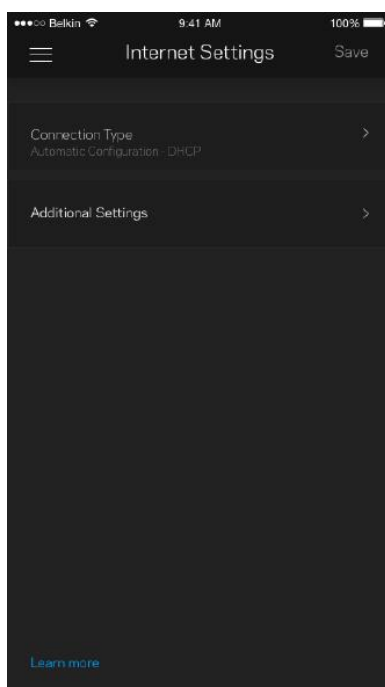 Belkin 9:41 AM 100%
Internet Settings Save
Connection Type
Automatic Configuration - DHCP
Additional Settings
Learn more